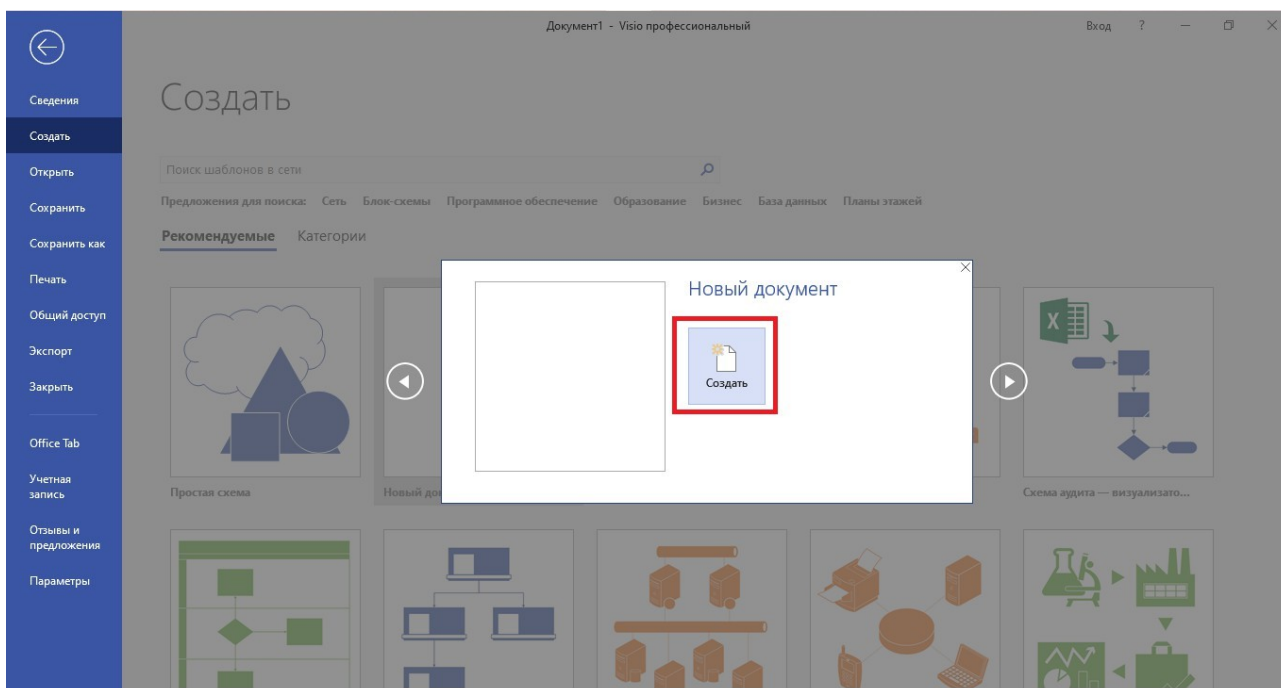 Документ1 - Visio профессиональный
Вход ?
Сведения
Создать
Открыть
Сохранить
Сохранить как
Печать
Общий доступ
Экспорт
Закрыть
Office Tab
Учетная
запись
Отзывы и
предложения
Параметры
Создать
Поиск шаблонов в сети
Предложения для поиска: Сеть Блок-схемы Программное обеспечение Образование Бизнес База данных Планы этажей
Рекомендуемые Категории
Новый документ
Создать
X
Простая схема
Новый
Схема аудита — визуализато...